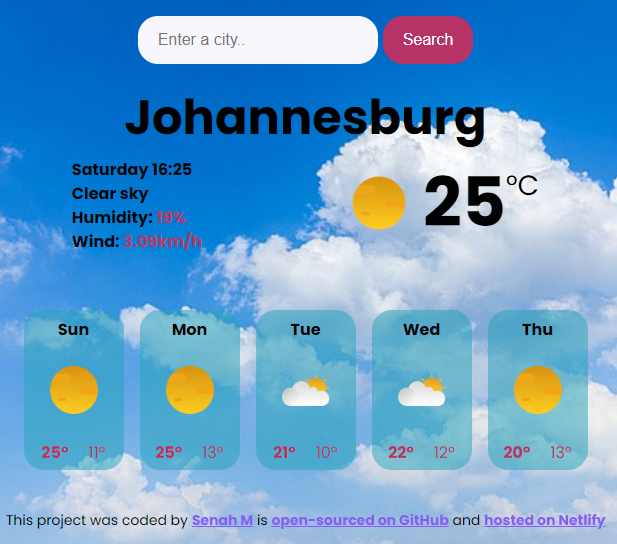 Enter a city..
Search
Johannesburg
Saturday 16:25
Clear sky
Humidity: 19%
Wind: 3.09km/h
25°C
Sun
Mon
Tue
Wed
Thu
25° 11°
25° 13°
21° 10°
22° 12°
20° 13°
This project was coded by Senah M is open-sourced on GitHub and hosted on Netlify